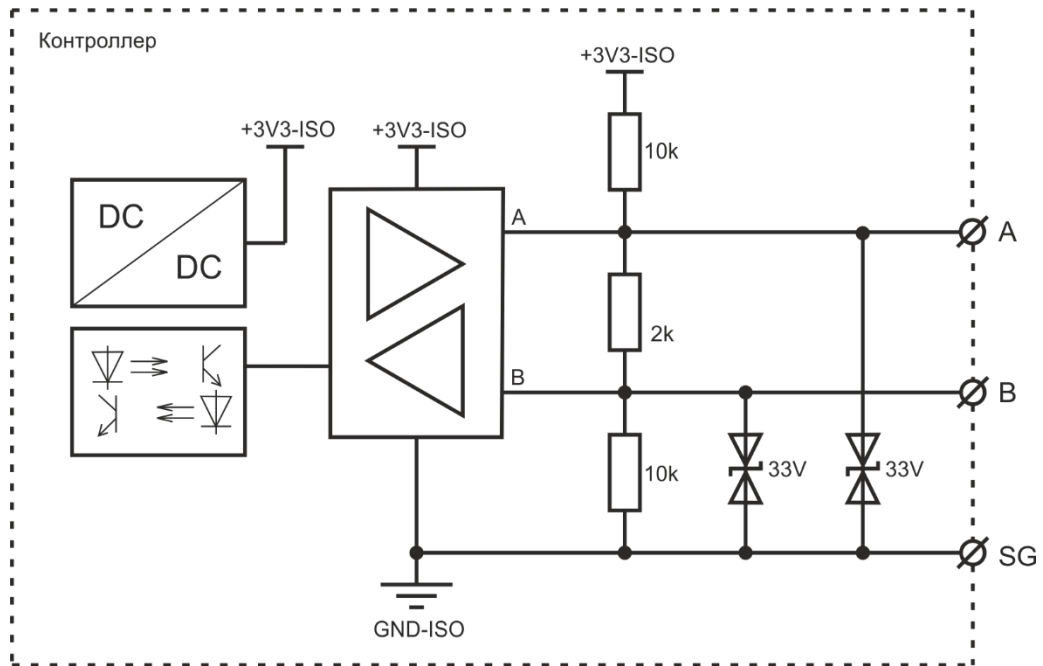 Контроллер
+3V3-ISO
+3V3-ISO
+3V3-ISO
10k
DC
DC
A
A
2k
B
B
10k
33V
33V
SG
GND-ISO